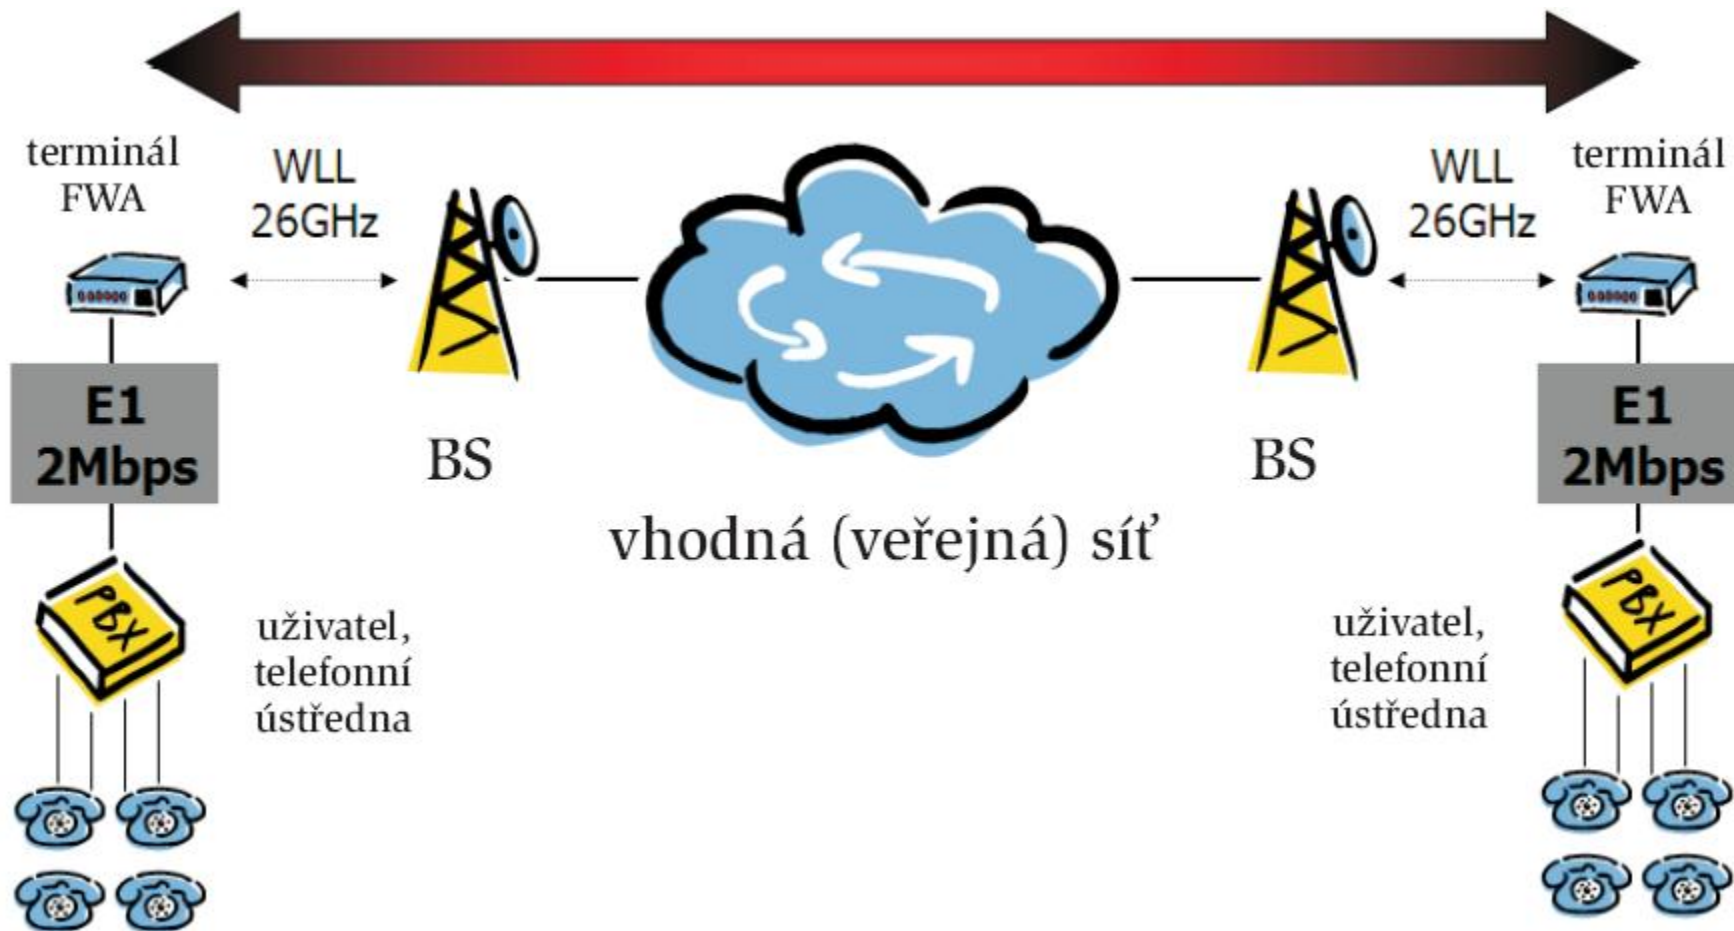 terminál
FWA
WLL
26GHz
WLL
26GHz
terminál
FWA
E1
2Mbps
BS
BS
E1
2Mbps
vhodná (veřejná) síť
PBX
uživatel,
telefonní
ústředna
PBX
uživatel,
telefonní
ústředna